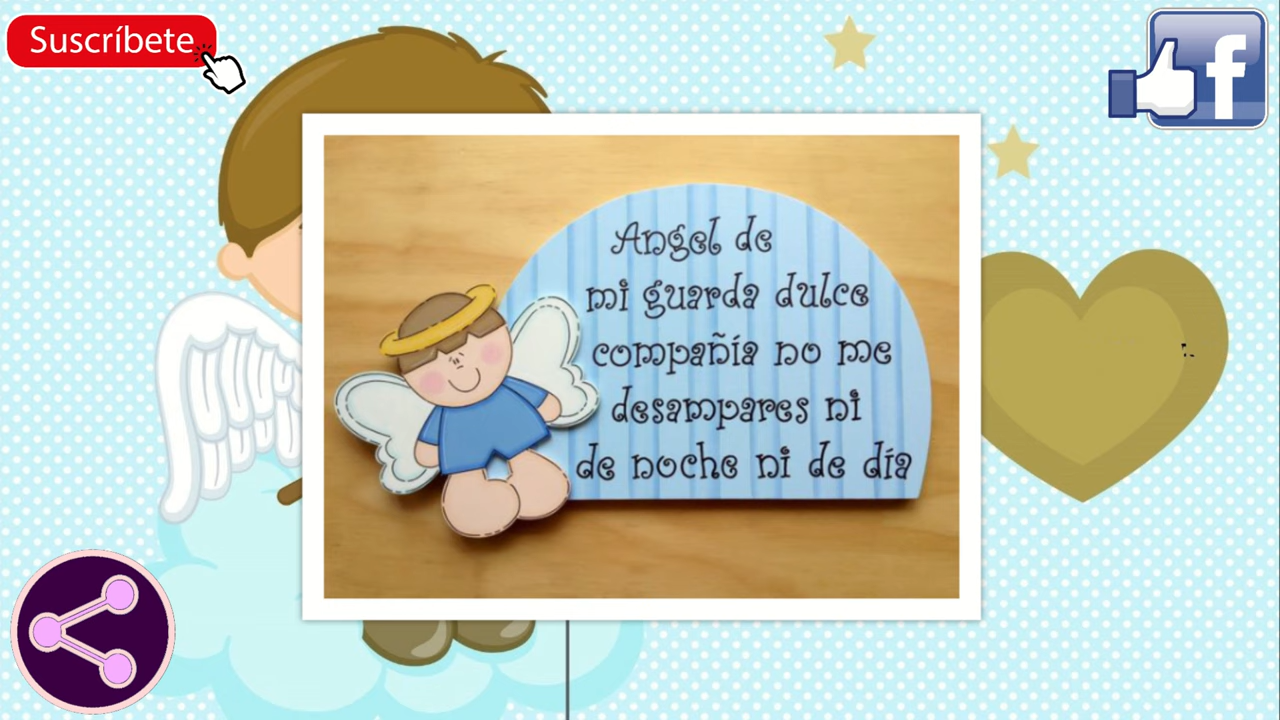 Suscríbete
f
Angel de
mi guarda dulce
compañía no me
desampares ni
de noche ni de día